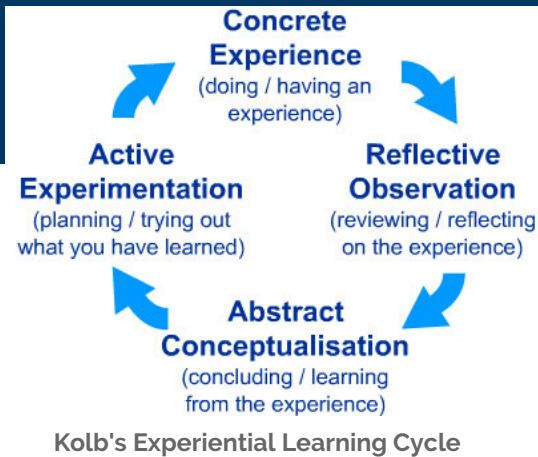 Concrete
Experience
(doing / having an
experience)
Active
Experimentation
(planning / trying out
what you have learned)
Reflective
Observation
(reviewing / reflecting
on the experience)
Abstract
Conceptualisation
(concluding / learning
from the experience)
Kolb's Experiential Learning Cycle